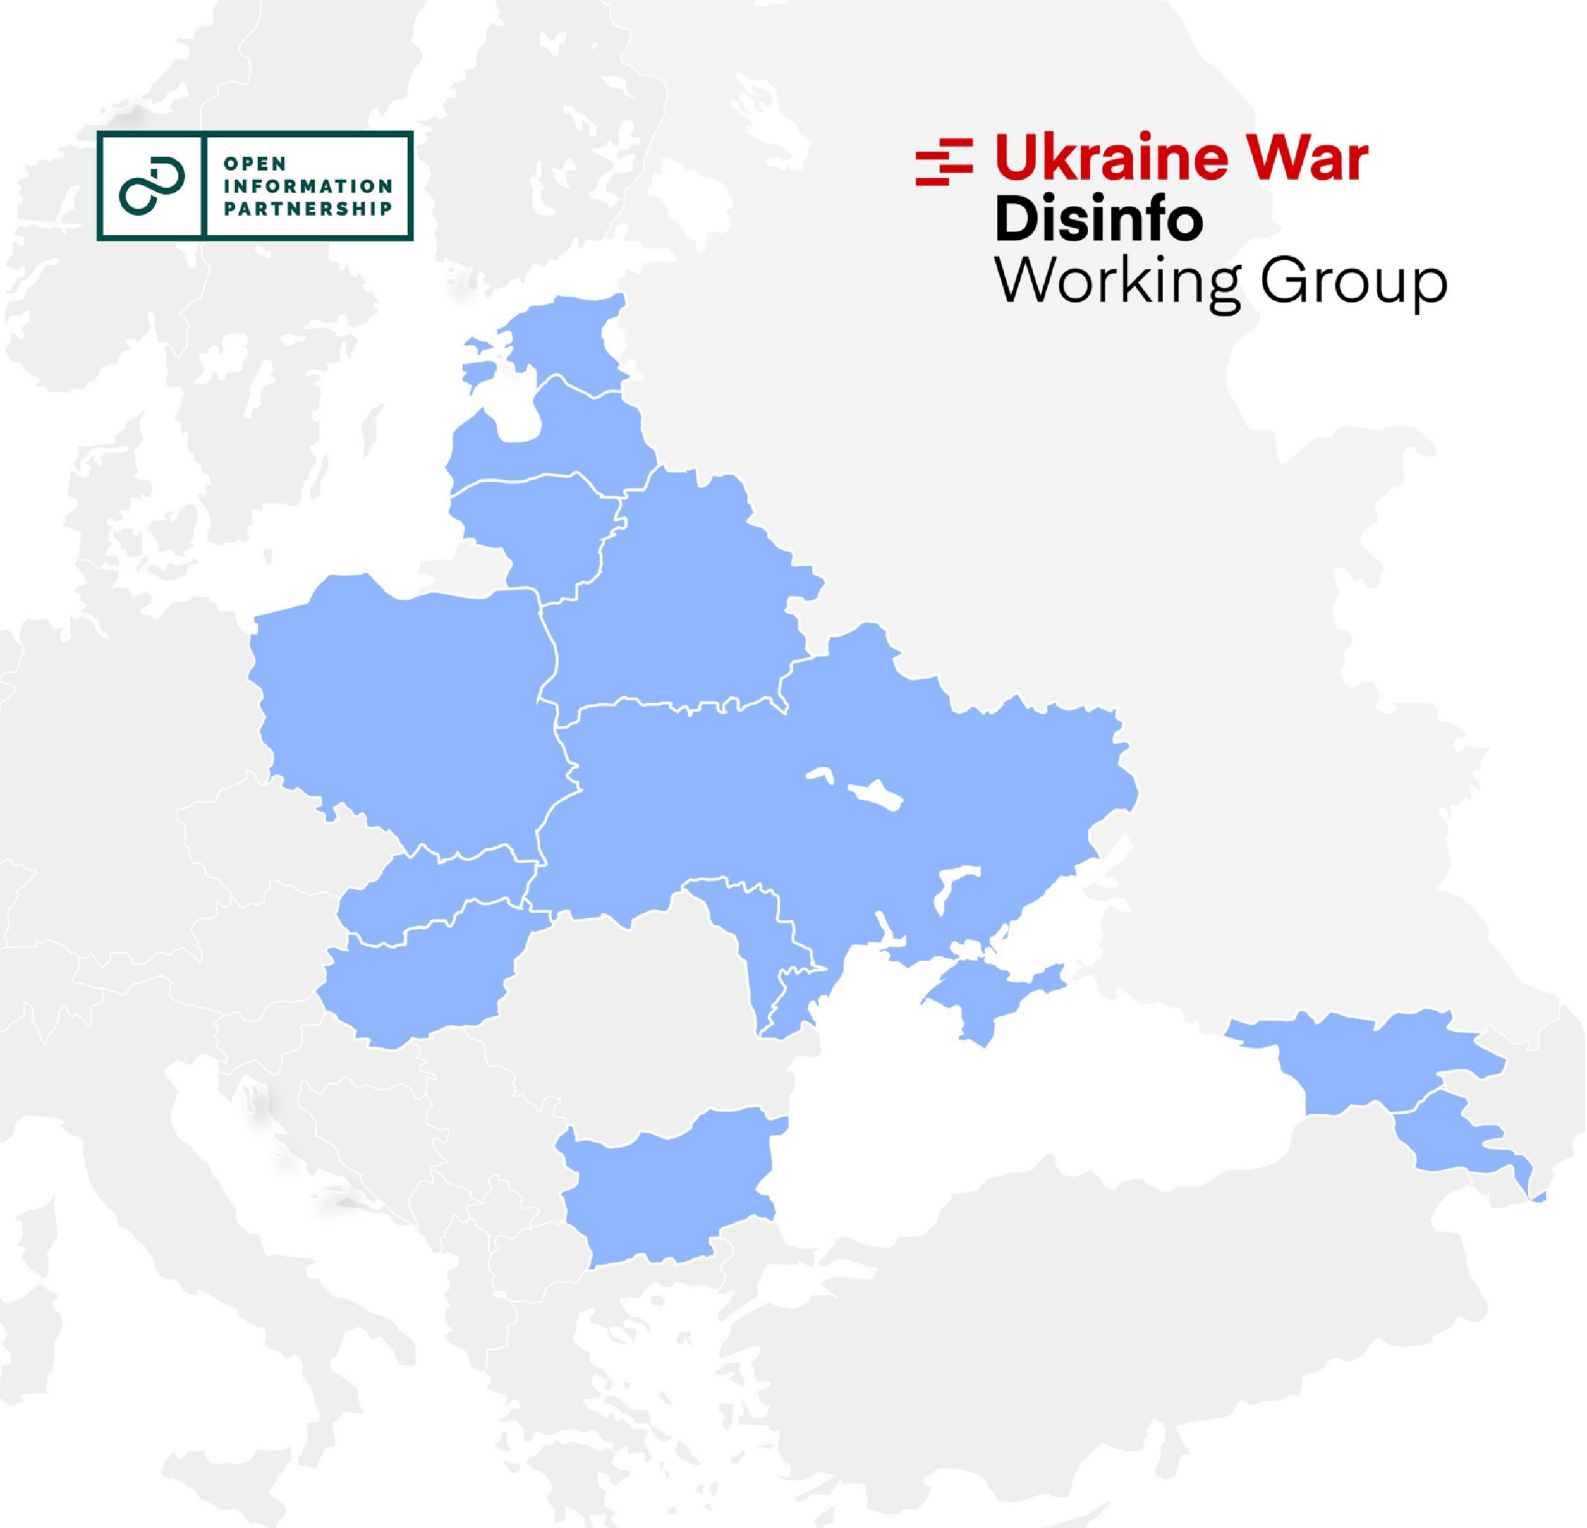 OPEN
INFORMATION
PARTNERSHIP
Ukraine War
Disinfo
Working Group